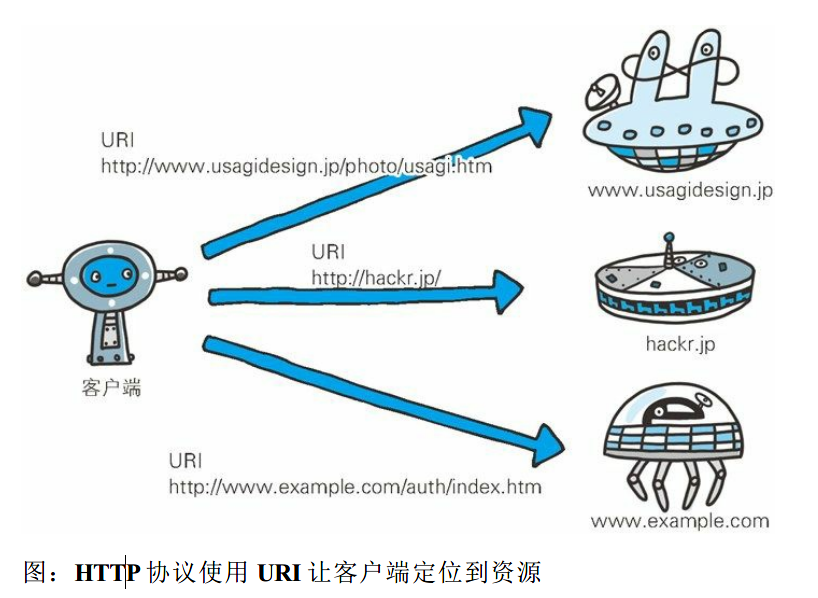 URI
http://www.usagidesign.jp/photo/usagi.htm
www.usagidesign.jp
URI
http://hackr.jp/
hackr.jp
客户端
URI
http://www.example.com/auth/index.htm
www.example.com
图：HTTP 协议使用 URI 让客户端定位到资源